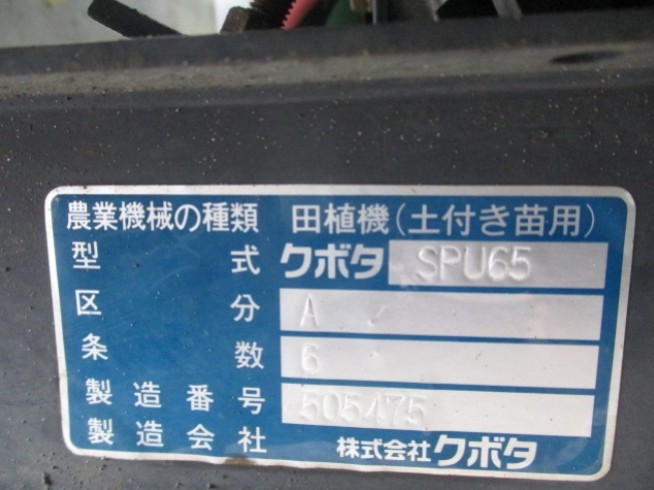 農業機械の種類 田植機(土付き苗用)
型式 クボタ SPU65
区分 A
条数 6
製造番号 505475
製造会社 株式会社クボタ